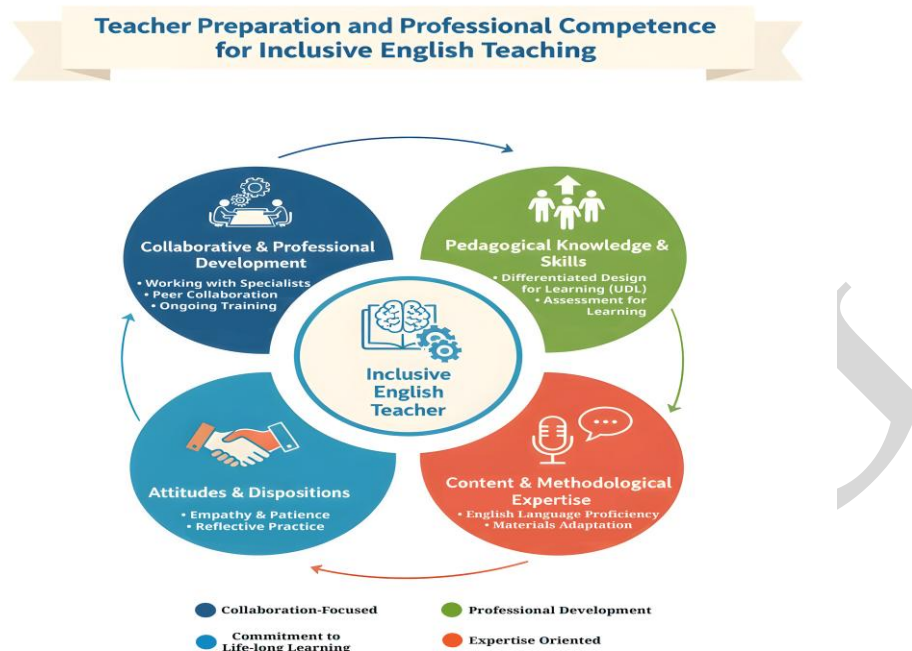 Teacher Preparation and Professional Competence
for Inclusive English Teaching
Collaborative & Professional
Development
• Working with Specialists
• Peer Collaboration
• Ongoing Training
Pedagogical Knowledge &
Skills
• Differentiated Design
for Learning (UDL)
• Assessment for
Learning
Inclusive
English
Teacher
Attitudes & Dispositions
• Empathy & Patience
• Reflective Practice
Content & Methodological
Expertise
• English Language Proficiency
• Materials Adaptation
Collaboration-Focused
Professional Development
Commitment to
Life-long Learning
Expertise Oriented